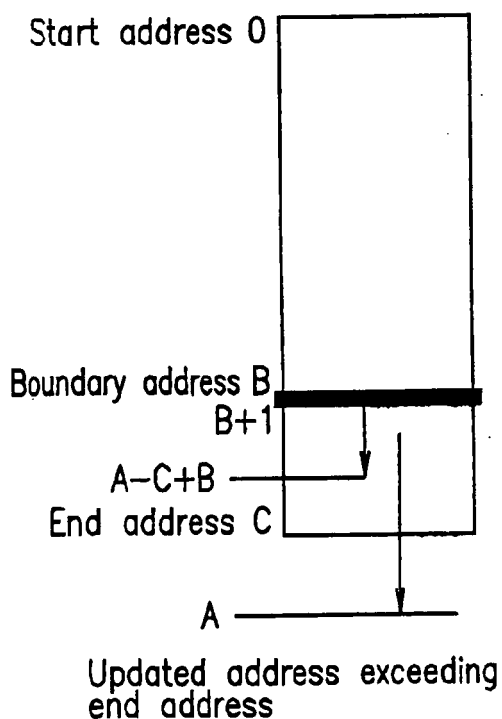 Start address 0
Boundary address B
B+1
A-C+B
End address C
A
Updated address exceeding
end address